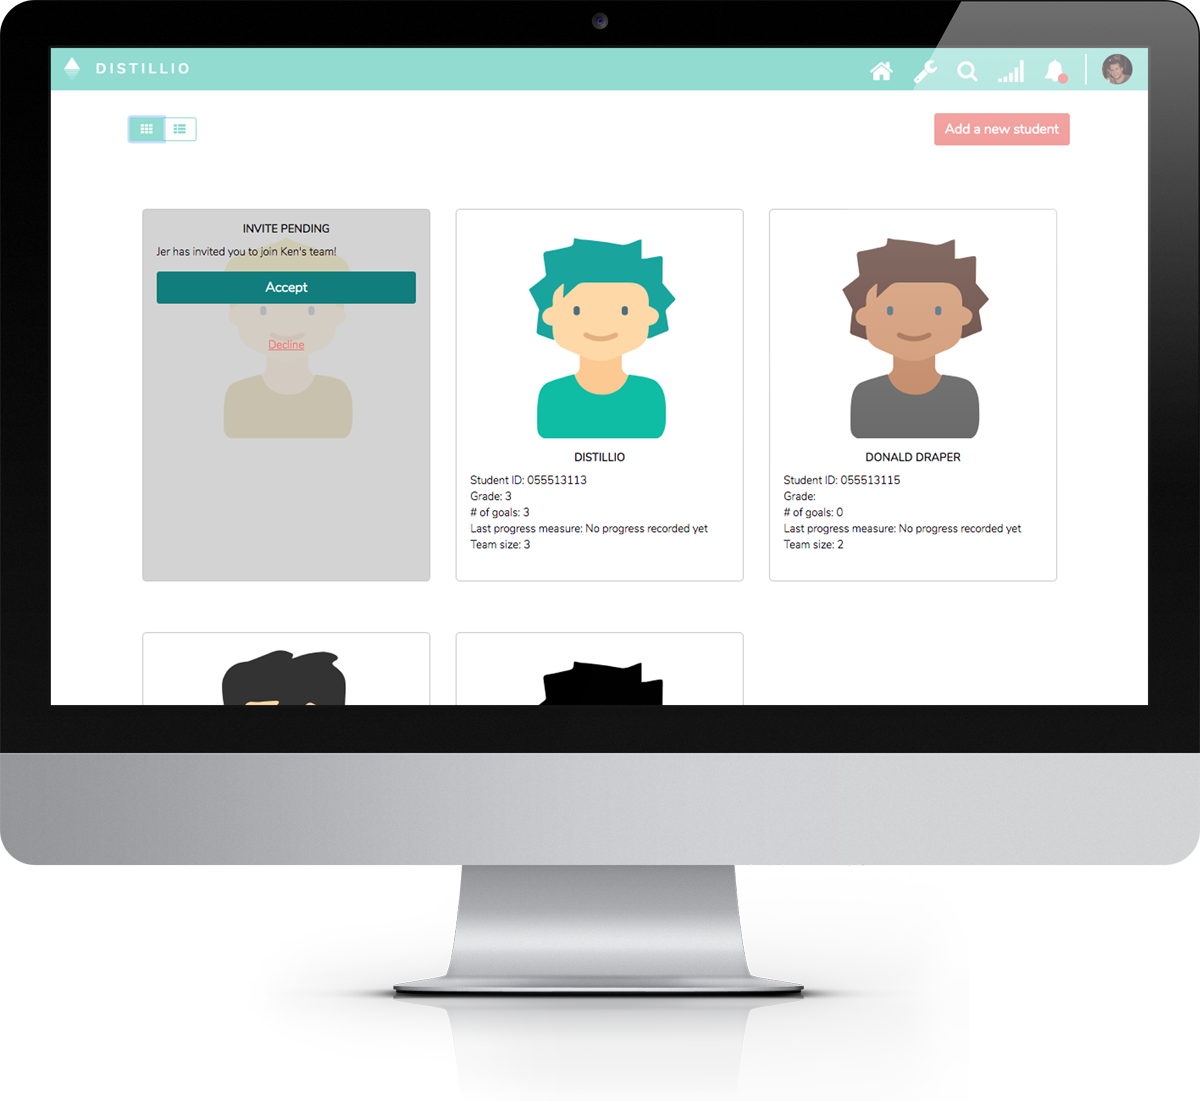 DISTILLIO
Add a new student
INVITE PENDING
Jer has invited you to join Ken's team!
Accept
Decline
DISTILLIO
Student ID: 055513113
Grade: 3
# of goals: 3
Last progress measure: No progress recorded yet
Team size: 3
DONALD DRAPER
Student ID: 055513115
Grade:
# of goals: 0
Last progress measure: No progress recorded yet
Team size: 2